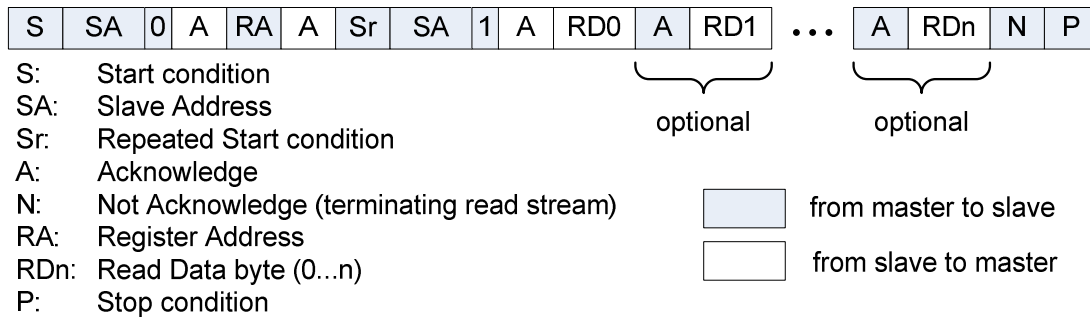 S SA 0 A RA A Sr SA 1 A RD0 A RD1 ... A RDn N P
S: Start condition
SA: Slave Address
Sr: Repeated Start condition
A: Acknowledge
N: Not Acknowledge (terminating read stream)
RA: Register Address
RDn: Read Data byte (0...n)
P: Stop condition
optional optional
from master to slave
from slave to master